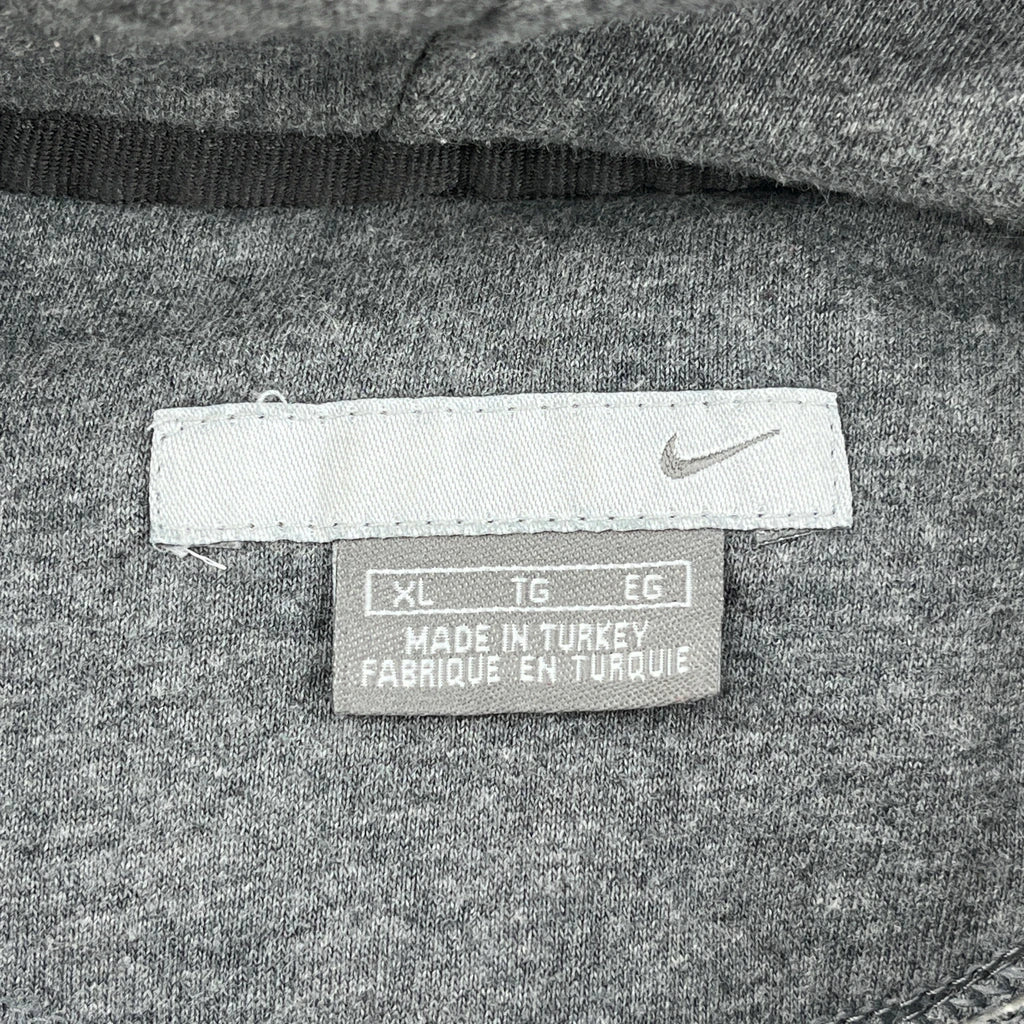 XL TG EG
MADE IN TURKEY
FABRIQUE EN TURQUIE